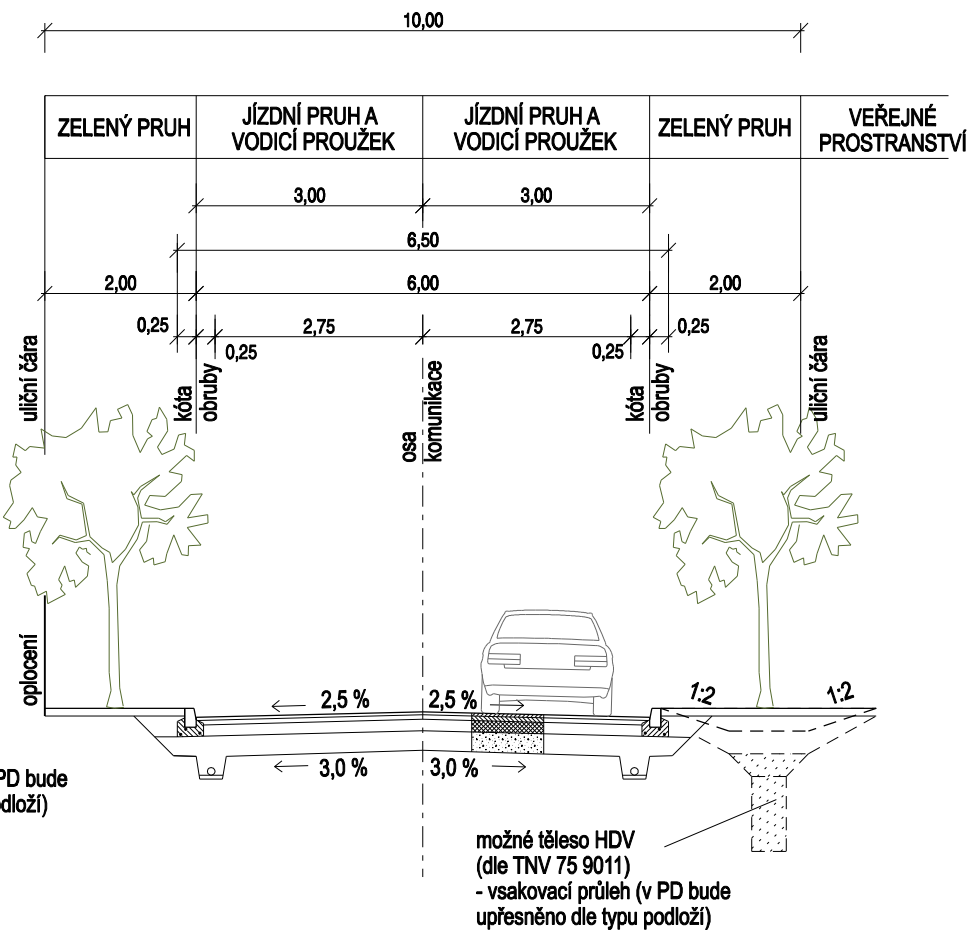 10,00
ZELENÝ PRUH
JÍZDNÍ PRUH A
VODICÍ PROUŽEK
JÍZDNÍ PRUH A
VODICÍ PROUŽEK
ZELENÝ PRUH
VEŘEJNÉ
PROSTRANSTVÍ
3,00
3,00
6,50
2,00
6,00
2,00
0,25
2,75
2,75
0,25
0,25
0,25
uliční čára
kóta
obruby
osa
komunikace
kóta
obruby
uliční čára
oplocení
2,5 %
2,5 %
1:2
1:2
3,0 %
3,0 %
PD bude
dloží)
možné těleso HDV
(dle TNV 75 9011)
- vsakovací průleh (v PD bude
upřesněno dle typu podloží)